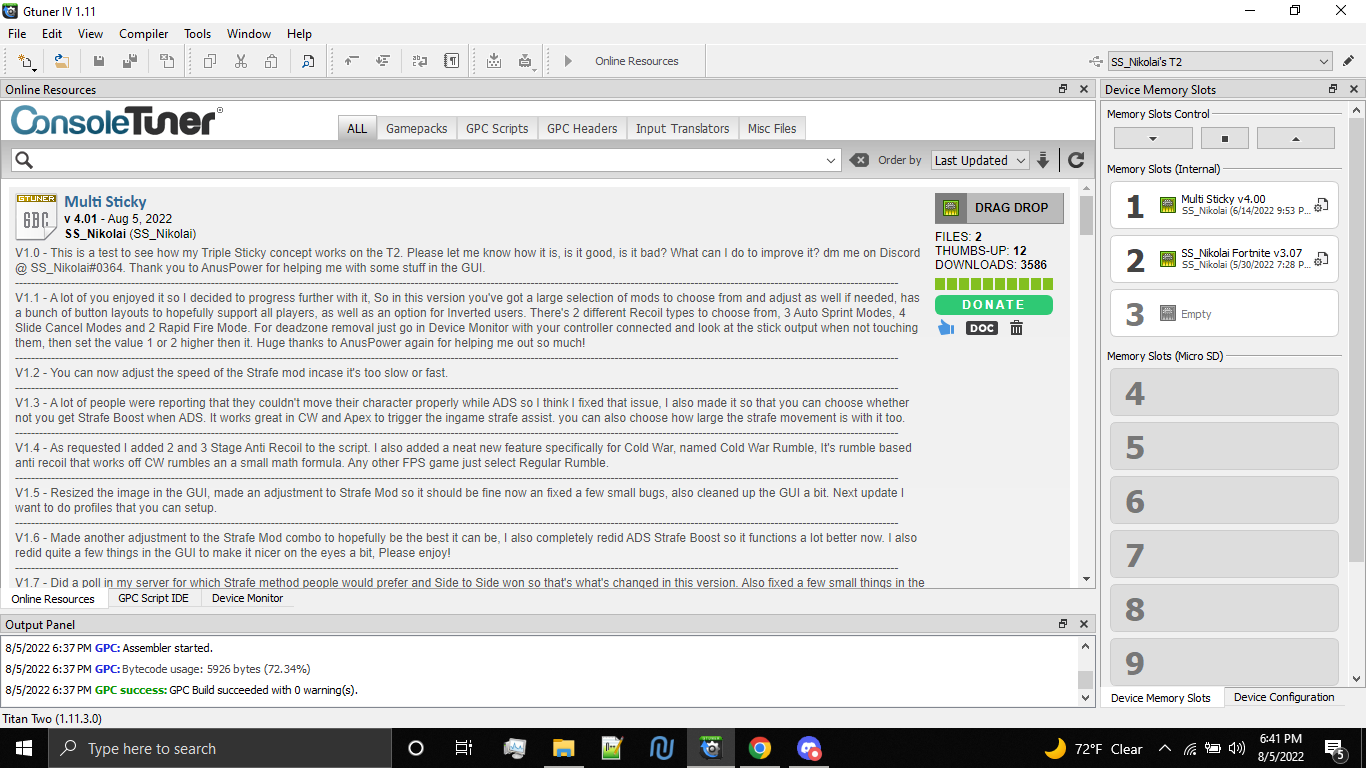 Gtuner IV 1.11
File Edit View Compiler Tools Window Help
Online Resources
SS_Nikolai's T2
Online Resources
ConsoleTuner
ALL Gamepacks GPC Scripts GPC Headers Input Translators Misc Files
Order by Last Updated
GTUNER
GBC
Multi Sticky
v 4.01 - Aug 5, 2022
SS_Nikolai (SS_Nikolai)
DRAG DROP
FILES: 2
THUMBS-UP: 12
DOWNLOADS: 3586
DONATE
DOC
V1.0 - This is a test to see how my Triple Sticky concept works on the T2. Please let me know how it is, is it good, is it bad? What can I do to improve it? dm me on Discord
@ SS_Nikolai#0364. Thank you to AnusPower for helping me with some stuff in the GUI.
V1.1 - A lot of you enjoyed it so I decided to progress further with it, So in this version you've got a large selection of mods to choose from and adjust as well if needed, has
a bunch of button layouts to hopefully support all players, as well as an option for Inverted users. There's 2 different Recoil types to choose from, 3 Auto Sprint Modes, 4
Slide Cancel Modes and 2 Rapid Fire Mode. For deadzone removal just go in Device Monitor with your controller connected and look at the stick output when not touching
them, then set the value 1 or 2 higher then it. Huge thanks to AnusPower again for helping me out so much!
V1.2 - You can now adjust the speed of the Strafe mod incase it's too slow or fast.
V1.3 - A lot of people were reporting that they couldn't move their character properly while ADS so I think I fixed that issue, I also made it so that you can choose whether
not you get Strafe Boost when ADS. It works great in CW and Apex to trigger the ingame strafe assist. you can also choose how large the strafe movement is with it too.
V1.4 - As requested I added 2 and 3 Stage Anti Recoil to the script. I also added a neat new feature specifically for Cold War, named Cold War Rumble, It's rumble based
anti recoil that works off CW rumbles an a small math formula. Any other FPS game just select Regular Rumble.
V1.5 - Resized the image in the GUI, made an adjustment to Strafe Mod so it should be fine now an fixed a few small bugs, also cleaned up the GUI a bit. Next update I
want to do profiles that you can setup.
V1.6 - Made another adjustment to the Strafe Mod combo to hopefully be the best it can be, I also completely redid ADS Strafe Boost so it functions a lot better now. I also
redid quite a few things in the GUI to make it nicer on the eyes a bit, Please enjoy!
V1.7 - Did a poll in my server for which Strafe method people would prefer and Side to Side won so that's what's changed in this version. Also fixed a few small things in the
Online Resources GPC Script IDE Device Monitor
Output Panel
8/5/2022 6:37 PM GPC: Assembler started.
8/5/2022 6:37 PM GPC: Bytecode usage: 5926 bytes (72.34%)
8/5/2022 6:37 PM GPC success: GPC Build succeeded with 0 warning(s).
Device Memory Slots
Memory Slots Control
Memory Slots (Internal)
1 Multi Sticky v4.00
SS_Nikolai (6/14/2022 9:53 P...
2 SS_Nikolai Fortnite v3.07
SS_Nikolai (5/30/2022 7:28 P...
3 Empty
Memory Slots (Micro SD)
4
5
6
7
8
9
Device Memory Slots Device Configuration
Titan Two (1.11.3.0)
Type here to search
72°F Clear
6:41 PM
8/5/2022
5